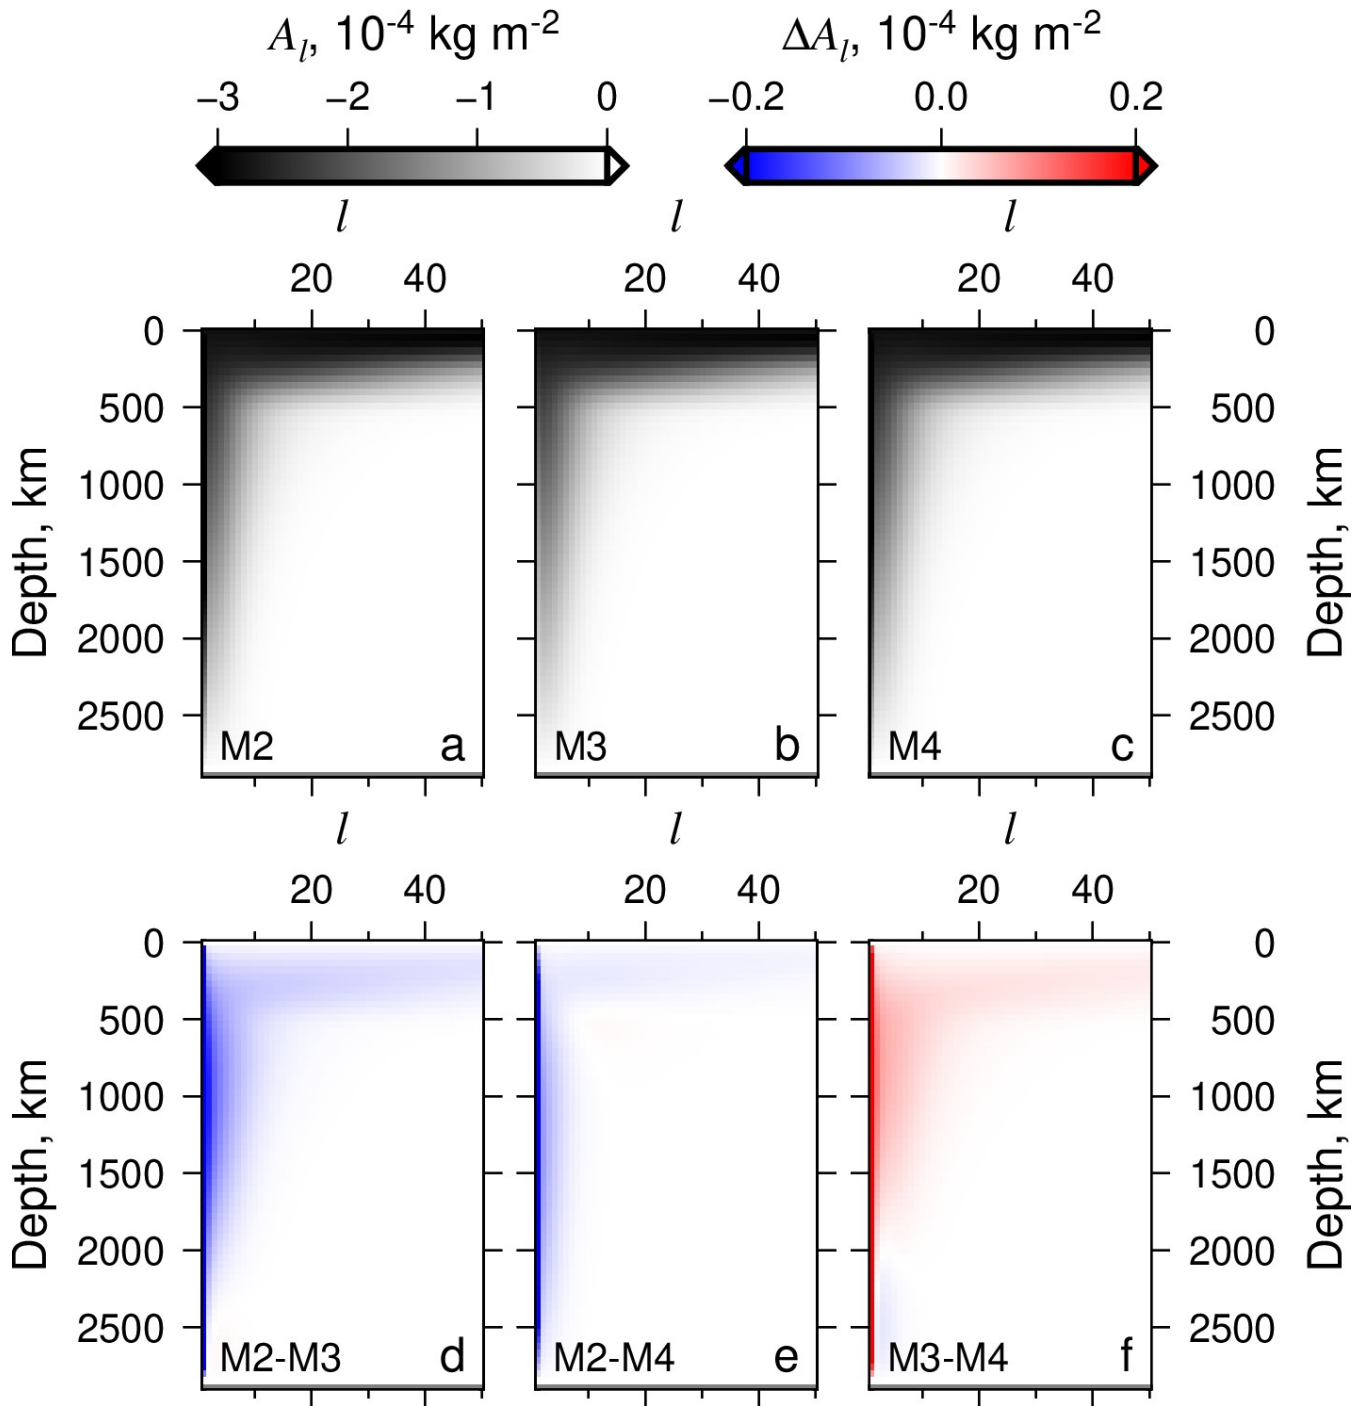 A_l, 10^-4 kg m^-2 ΔA_l, 10^-4 kg m^-2
−3 −2 −1 0 −0.2 0.0 0.2
l l l
20 40 20 40 20 40
0 0
500 500
1000 1000
1500 1500
2000 2000
2500 2500
Depth, km Depth, km
M2 a M3 b M4 c
l l l
20 40 20 40 20 40
0 0
500 500
1000 1000
1500 1500
2000 2000
2500 2500
Depth, km Depth, km
M2-M3 d M2-M4 e M3-M4 f